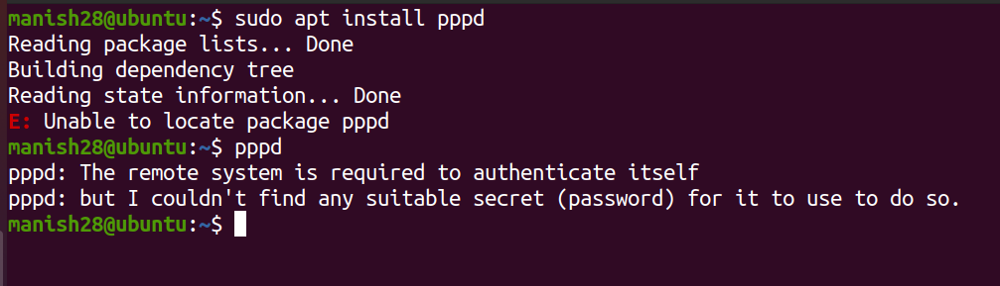 manish28@ubuntu:~$ sudo apt install pppd
Reading package lists... Done
Building dependency tree
Reading state information... Done
E: Unable to locate package pppd
manish28@ubuntu:~$ pppd
pppd: The remote system is required to authenticate itself
pppd: but I couldn't find any suitable secret (password) for it to use to do so.
manish28@ubuntu:~$